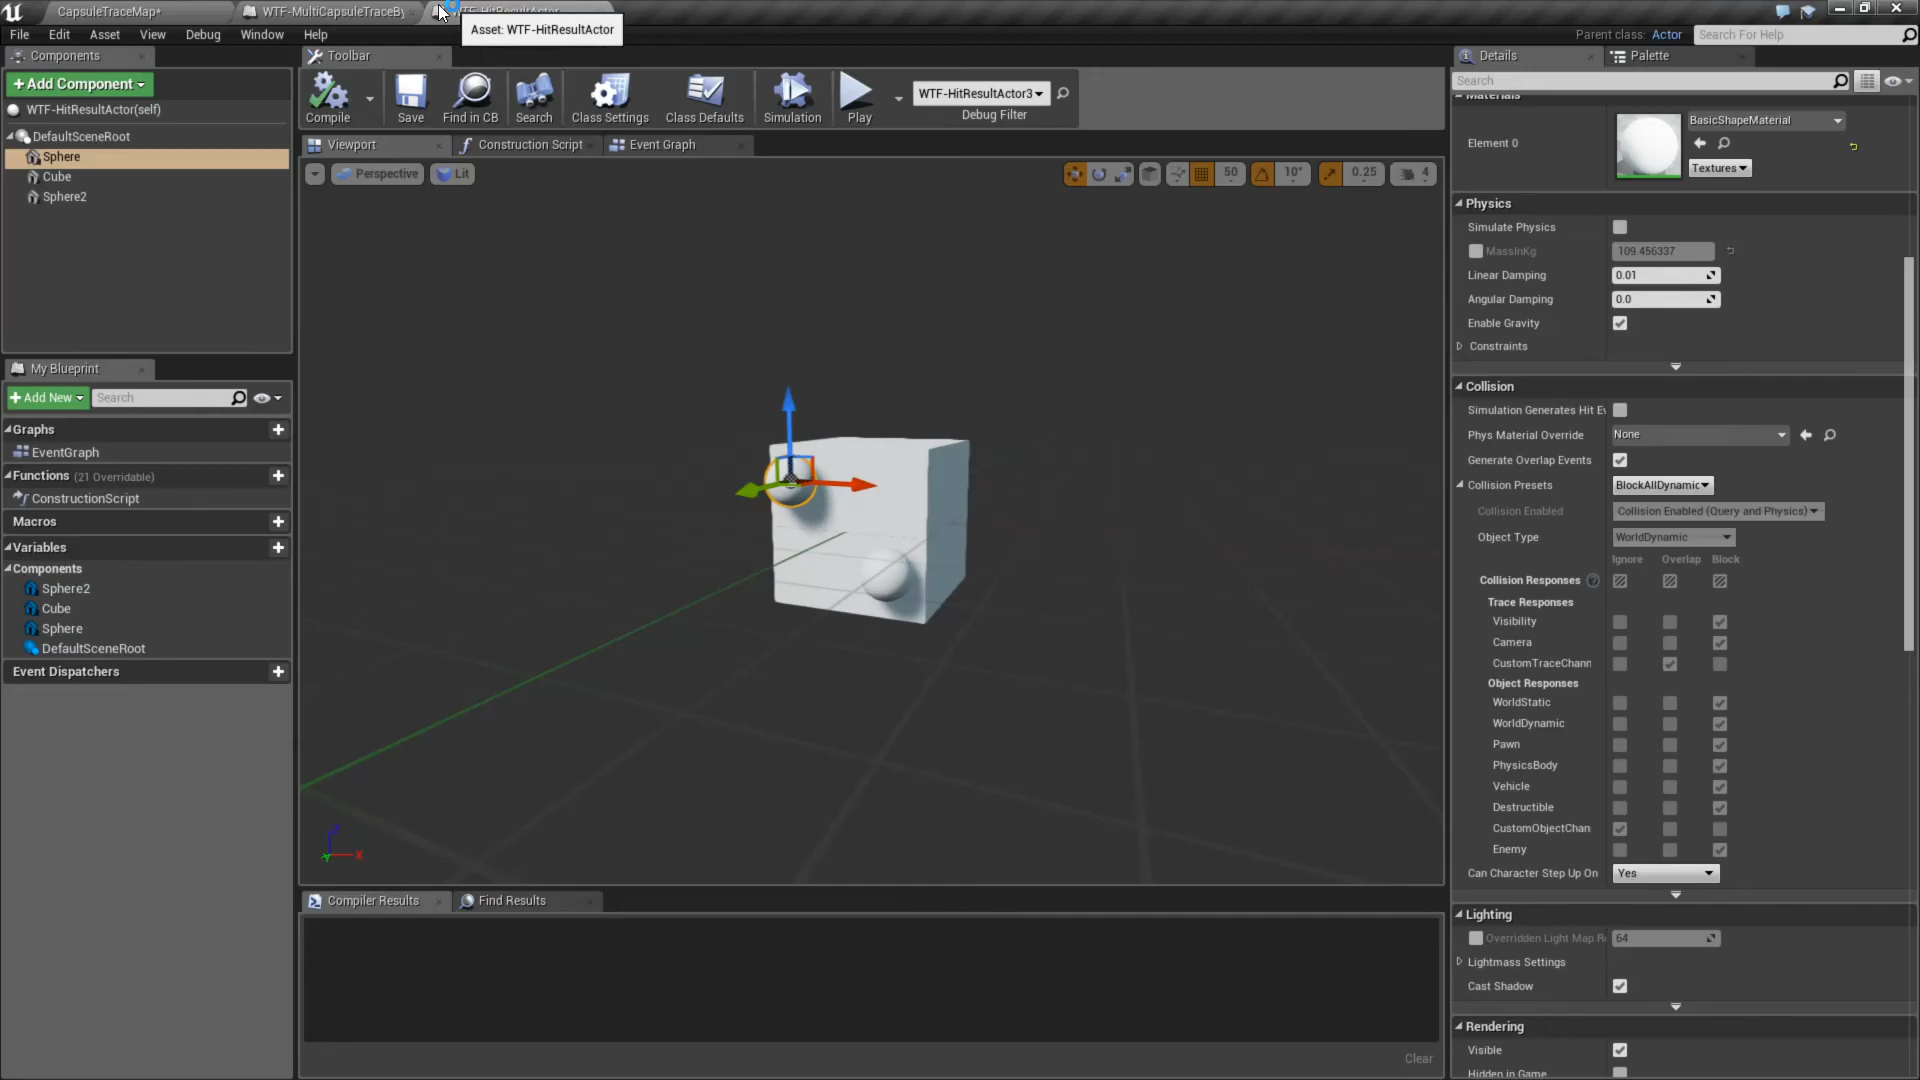 CapsuleTraceMap*
WTF-MultiCapsuleTraceBy
Asset: WTF-HitResultActor
File Edit Asset View Debug Window Help
Parent class: Actor
Search For Help
Components
+Add Component
WTF-HitResultActor(self)
DefaultSceneRoot
Sphere
Cube
Sphere2
My Blueprint
+Add New
Search
Graphs
EventGraph
Functions (21 Overridable)
ConstructionScript
Macros
Variables
Components
Sphere2
Cube
Sphere
DefaultSceneRoot
Event Dispatchers
Toolbar
Compile
Save
Find in CB
Search
Class Settings
Class Defaults
Simulation
Play
WTF-HitResultActor3
Debug Filter
Viewport
Construction Script
Event Graph
Perspective
Lit
50
10°
0.25
4
Z
X
Y
Compiler Results
Find Results
Clear
Details
Palette
Search
Materials
Element 0
BasicShapeMaterial
Textures
Physics
Simulate Physics
MassInKg 109.456337
Linear Damping 0.01
Angular Damping 0.0
Enable Gravity
Constraints
Collision
Simulation Generates Hit Ev
Phys Material Override None
Generate Overlap Events
Collision Presets BlockAllDynamic
Collision Enabled Collision Enabled (Query and Physics)
Object Type WorldDynamic
Ignore Overlap Block
Collision Responses
Trace Responses
Visibility
Camera
CustomTraceChann
Object Responses
WorldStatic
WorldDynamic
Pawn
PhysicsBody
Vehicle
Destructible
CustomObjectChan
Enemy
Can Character Step Up On Yes
Lighting
Overridden Light Map R 64
Lightmass Settings
Cast Shadow
Rendering
Visible
Hidden in Game